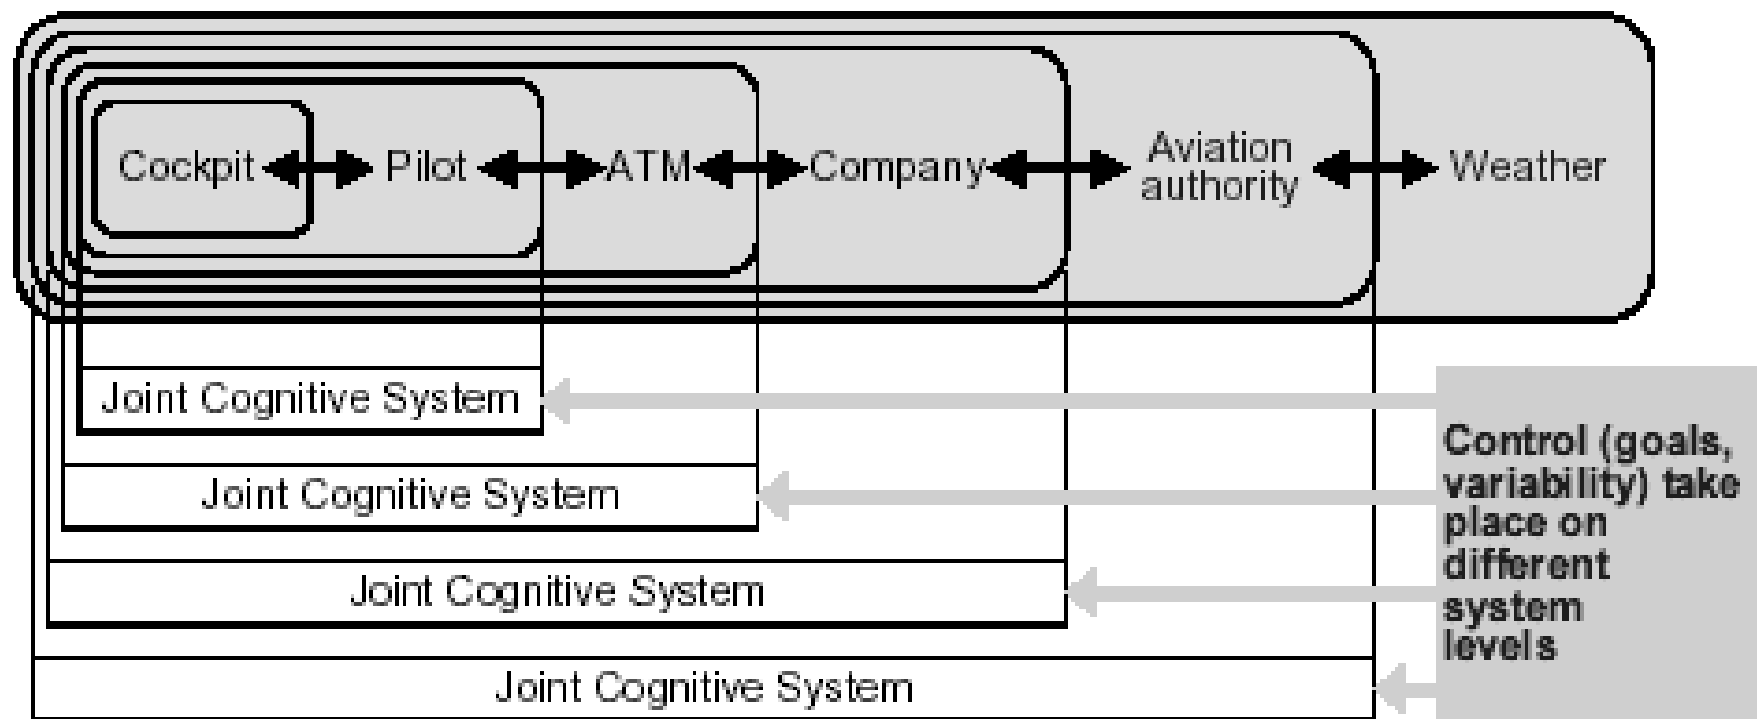 Cockpit Pilot ATM Company Aviation authority Weather
Joint Cognitive System
Joint Cognitive System
Joint Cognitive System
Joint Cognitive System
Control (goals,
variability) take
place on
different
system
levels